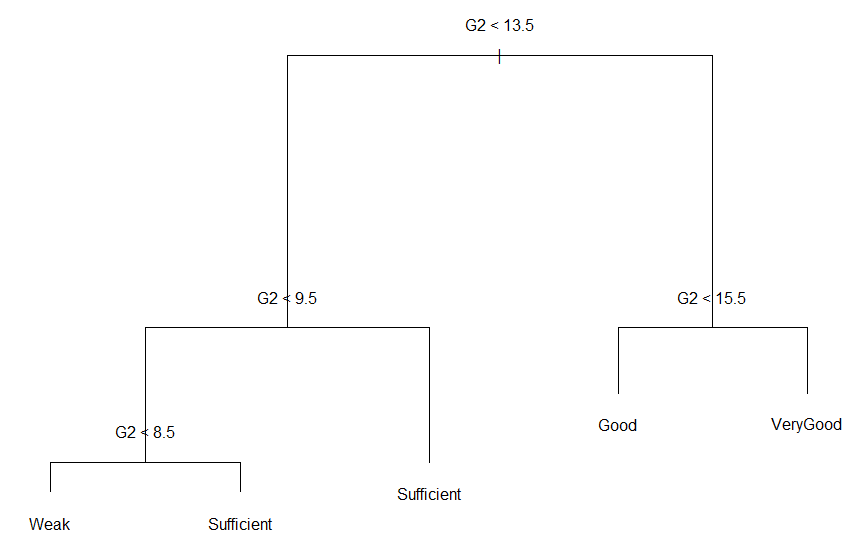 G2 < 13.5
G2 < 9.5
G2 < 15.5
G2 < 8.5
Good
VeryGood
Sufficient
Weak
Sufficient